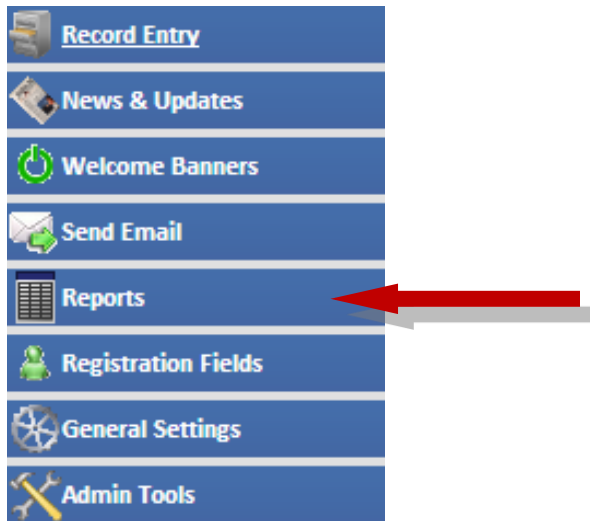 Record Entry
News & Updates
Welcome Banners
Send Email
Reports
Registration Fields
General Settings
Admin Tools